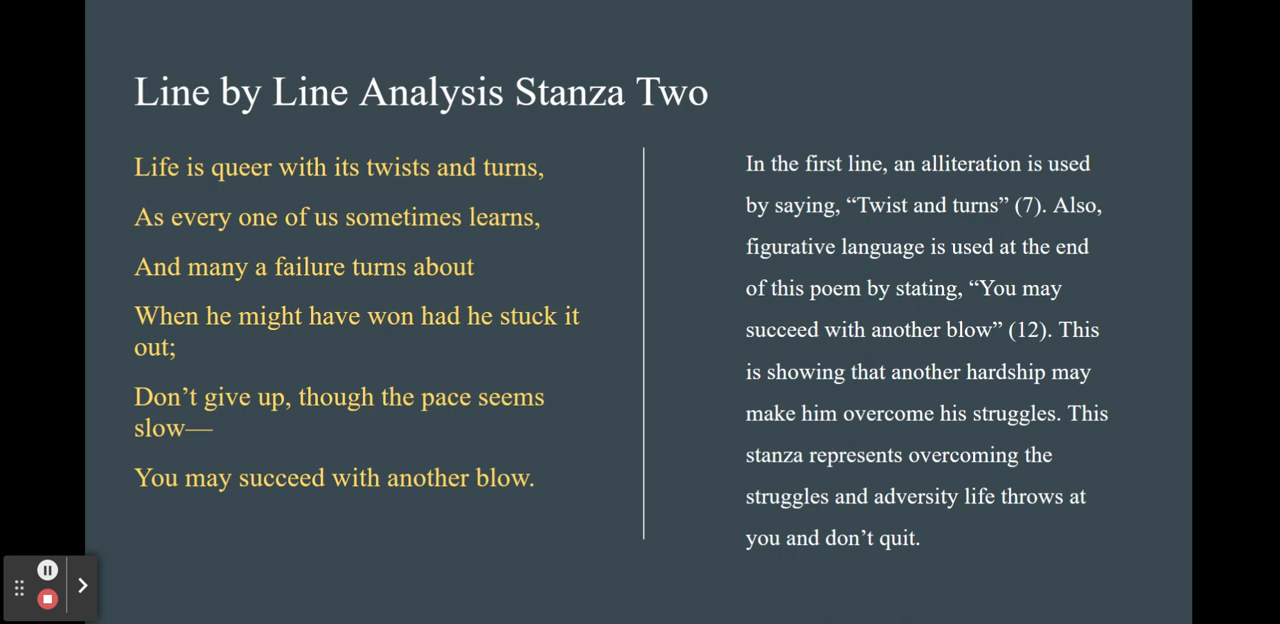 Line by Line Analysis Stanza Two
Life is queer with its twists and turns,
As every one of us sometimes learns,
And many a failure turns about
When he might have won had he stuck it
out;
Don’t give up, though the pace seems
slow—
You may succeed with another blow.
In the first line, an alliteration is used
by saying, “Twist and turns” (7). Also,
figurative language is used at the end
of this poem by stating, “You may
succeed with another blow” (12). This
is showing that another hardship may
make him overcome his struggles. This
stanza represents overcoming the
struggles and adversity life throws at
you and don’t quit.